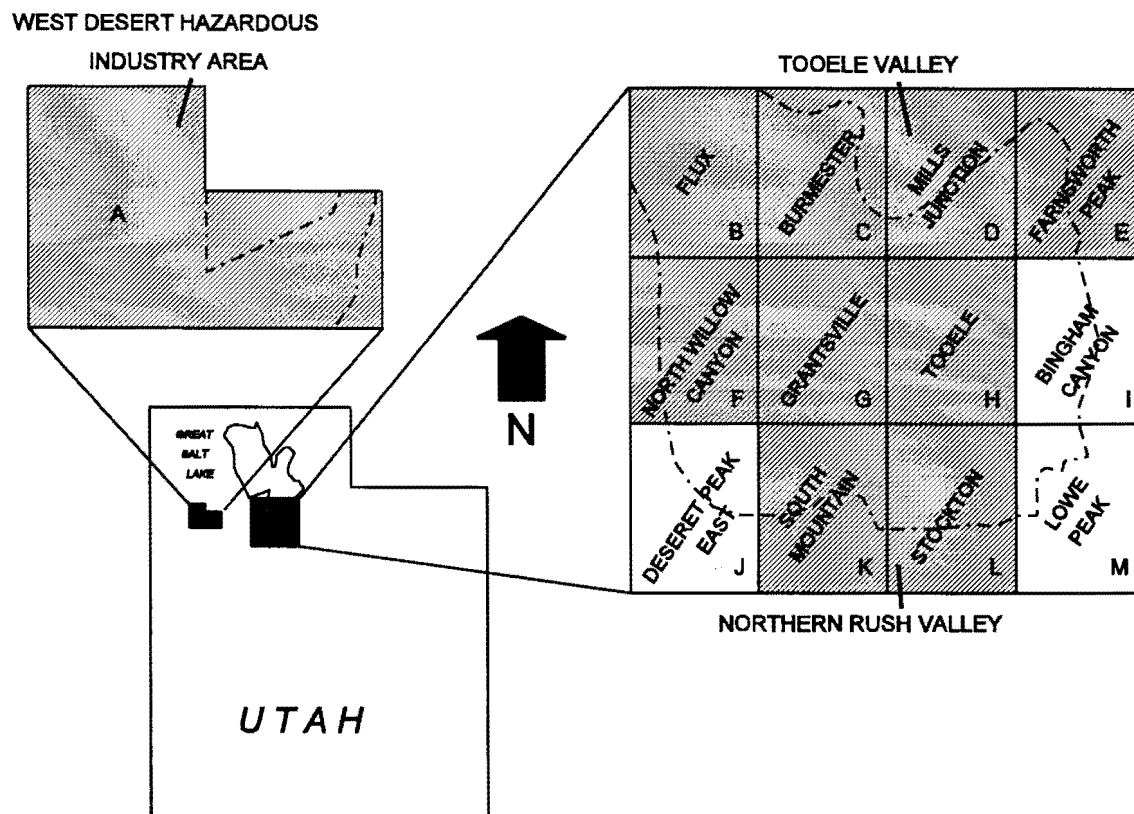 WEST DESERT HAZARDOUS
INDUSTRY AREA
A
TOOELE VALLEY
FLUX
B
BURMESTER
C
MILLS
JUNCTION
D
FARNSWORTH
PEAK
E
NORTH WILLOW
CANYON
F
GRANTSVILLE
G
TOOELE
H
BINGHAM
CANYON
I
DESERET PEAK
EAST
J
SOUTH
MOUNTAIN
K
STOCKTON
L
LOWE
PEAK
M
NORTHERN RUSH VALLEY
N
GREAT
SALT
LAKE
UTAH